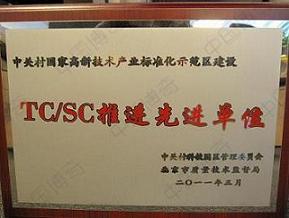 中关村国家高新技术产业标准化示范区建设
TC/SC推进先进单位
中关村科技园区管理委员会
北京市质量技术监督局
二〇一一年三月